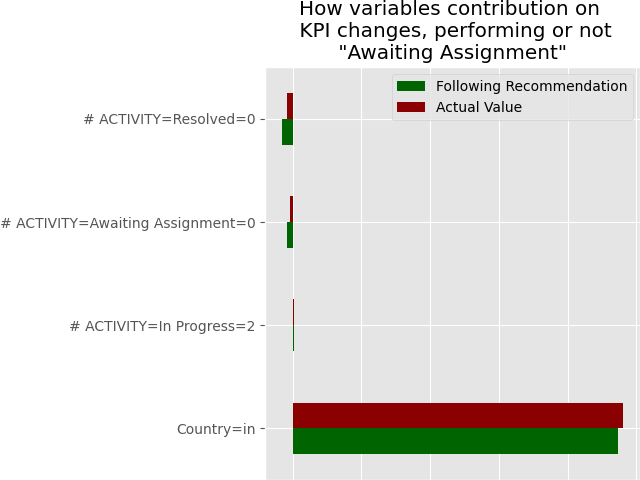 How variables contribution on
KPI changes, performing or not
"Awaiting Assignment"
Following Recommendation
Actual Value
# ACTIVITY=Resolved=0
# ACTIVITY=Awaiting Assignment=0
# ACTIVITY=In Progress=2
Country=in